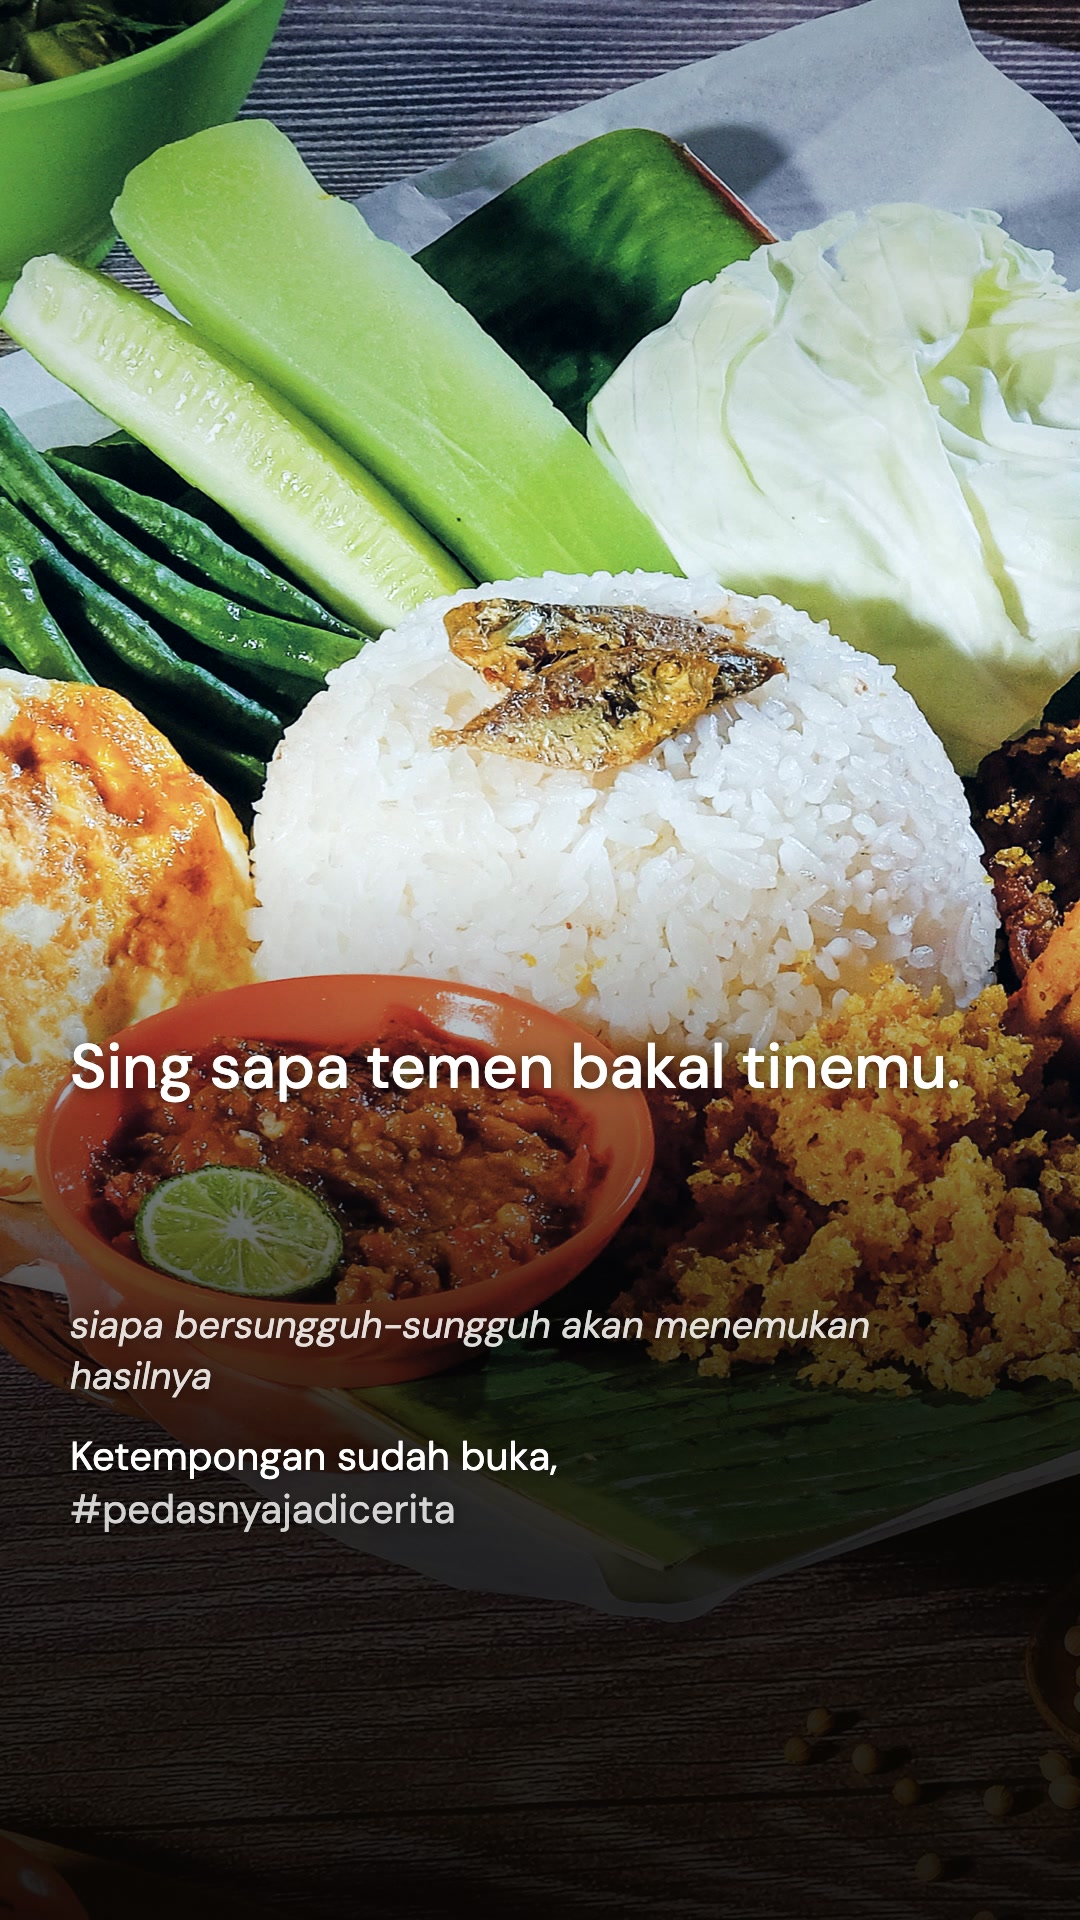 Sing sapa temen bakal tinemu.
siapa bersungguh-sungguh akan menemukan
hasilnya
Ketempongan sudah buka,
#pedasnyajadicerita